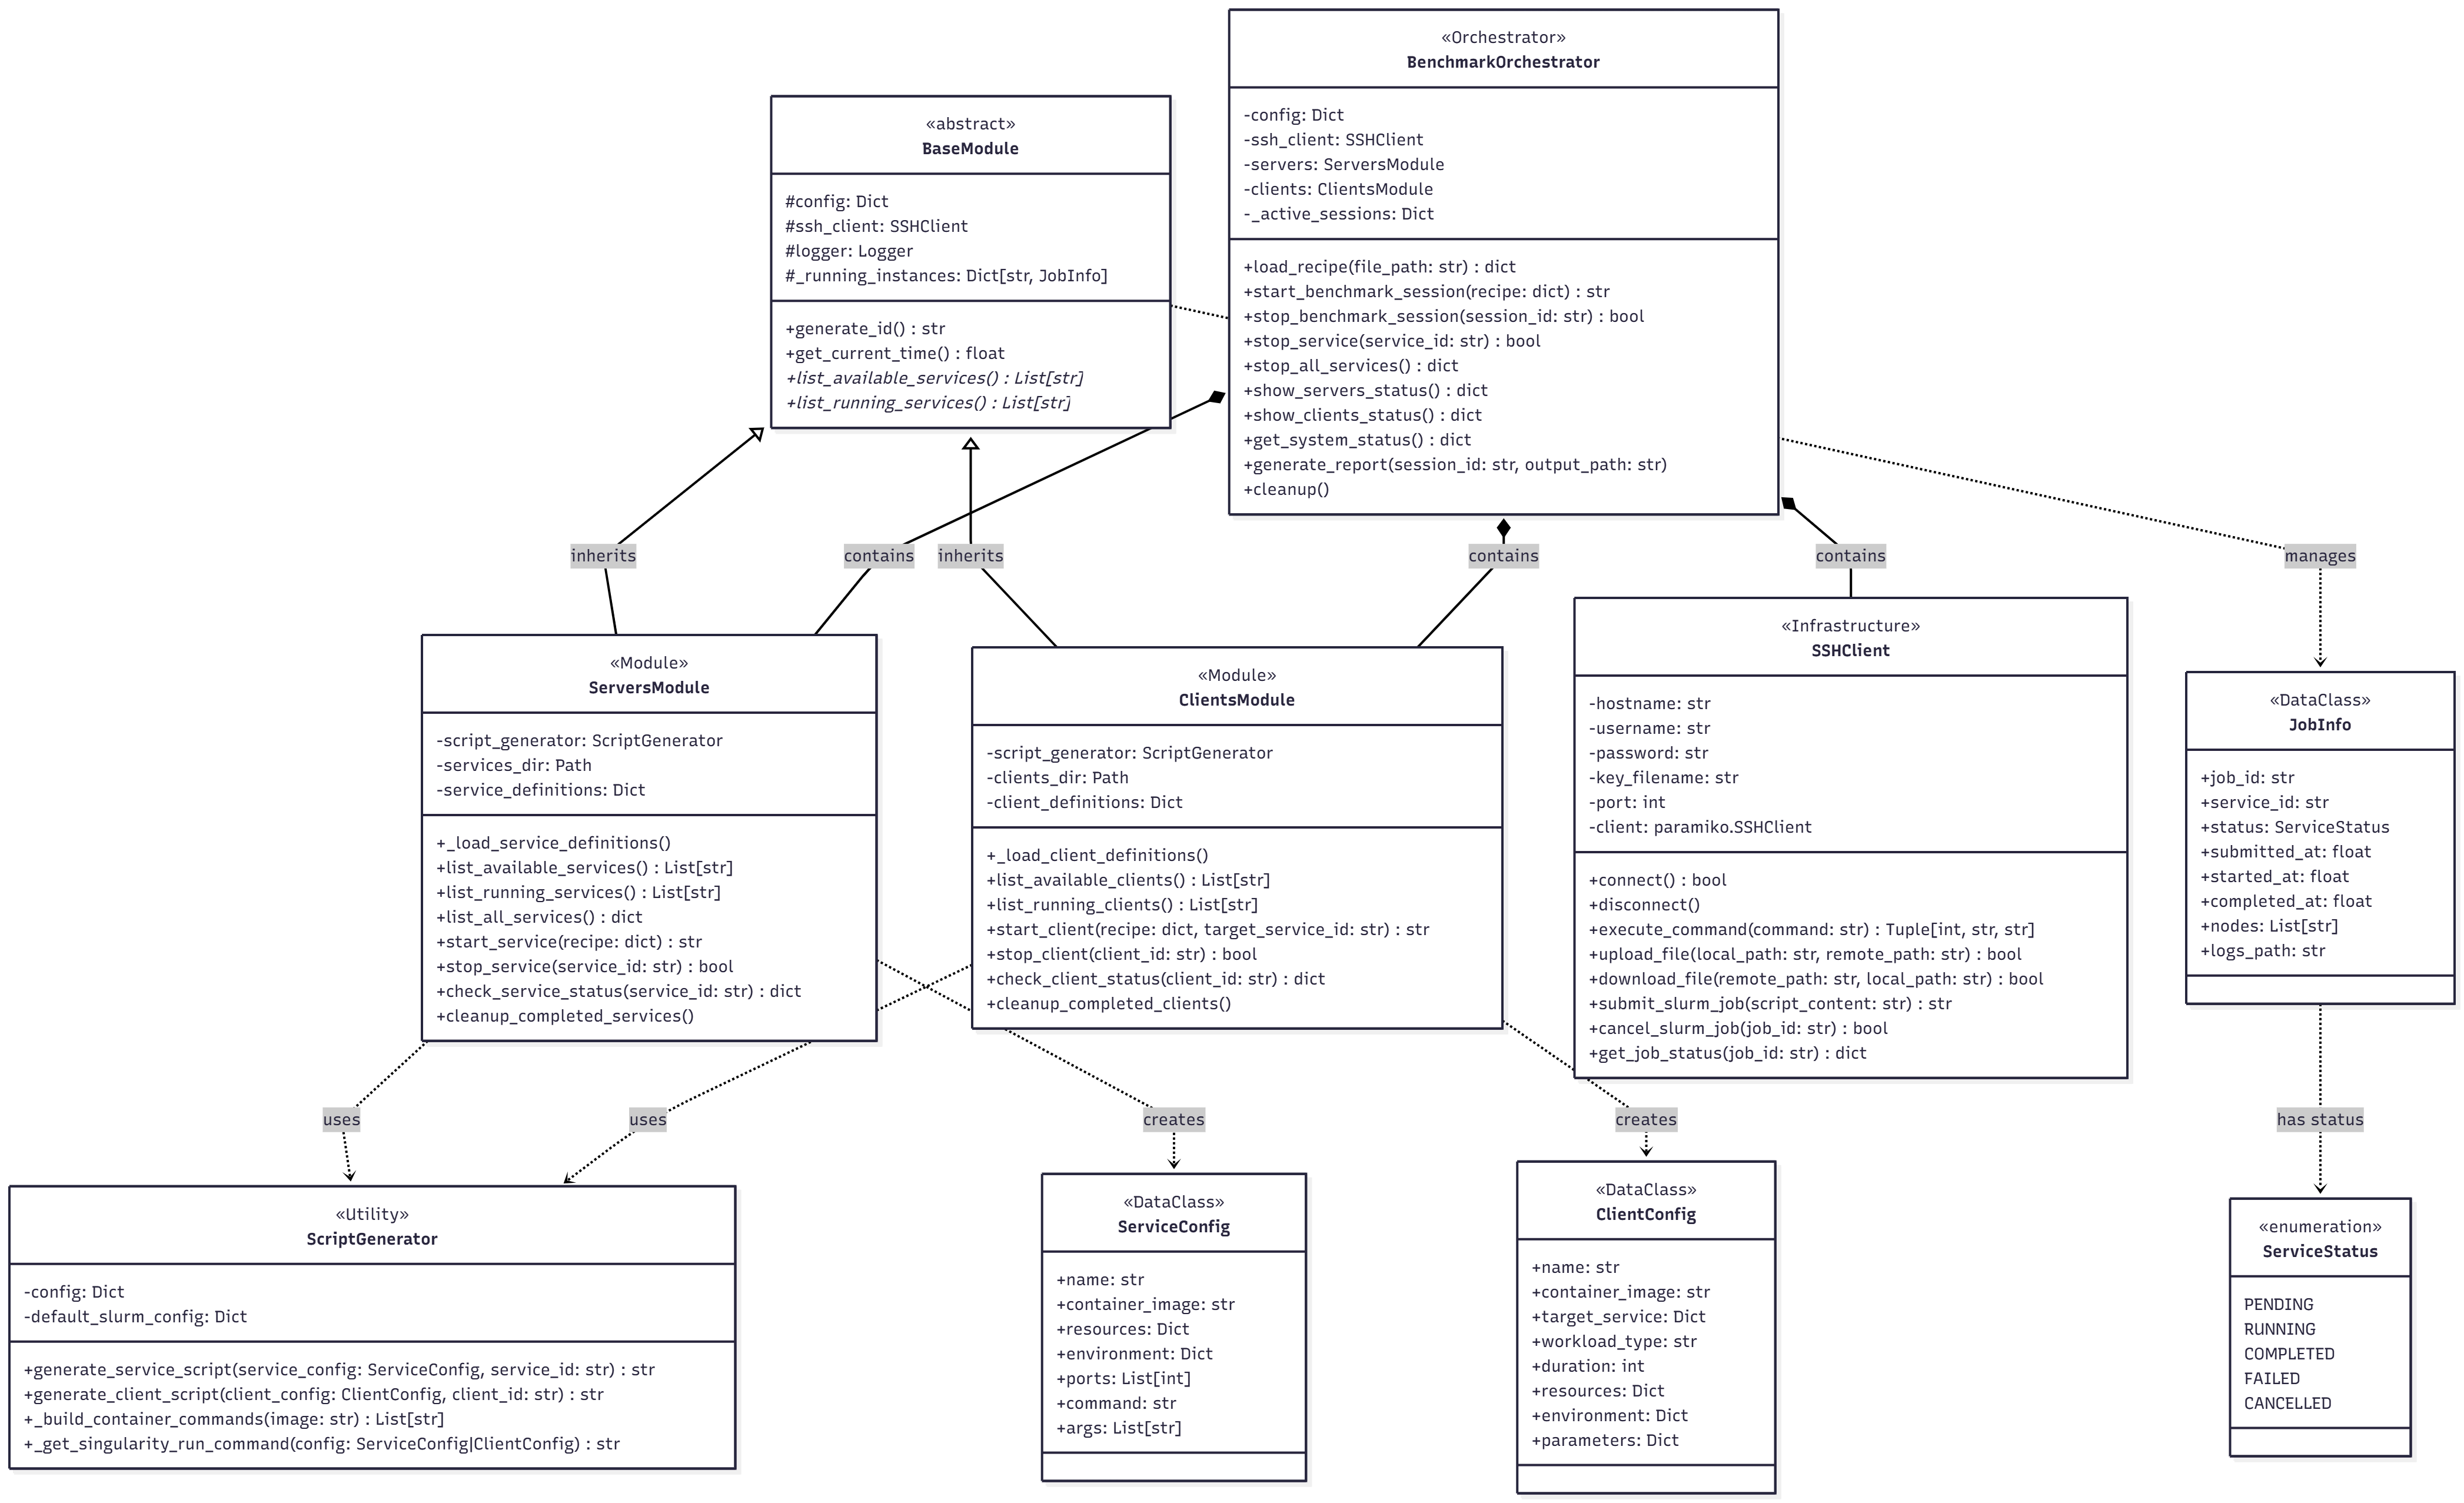 «Orchestrator»
BenchmarkOrchestrator
-config: Dict
-ssh_client: SSHClient
-servers: ServersModule
-clients: ClientsModule
-_active_sessions: Dict
+load_recipe(file_path: str) : dict
+start_benchmark_session(recipe: dict) : str
+stop_benchmark_session(session_id: str) : bool
+stop_service(service_id: str) : bool
+stop_all_services() : dict
+show_servers_status() : dict
+show_clients_status() : dict
+get_system_status() : dict
+generate_report(session_id: str, output_path: str)
+cleanup()
«abstract»
BaseModule
#config: Dict
#ssh_client: SSHClient
#logger: Logger
#_running_instances: Dict[str, JobInfo]
+generate_id() : str
+get_current_time() : float
+list_available_services() : List[str]
+list_running_services() : List[str]
inherits
contains
inherits
contains
contains
manages
«Module»
ServersModule
-script_generator: ScriptGenerator
-services_dir: Path
-service_definitions: Dict
+_load_service_definitions()
+list_available_services() : List[str]
+list_running_services() : List[str]
+list_all_services() : dict
+start_service(recipe: dict) : str
+stop_service(service_id: str) : bool
+check_service_status(service_id: str) : dict
+cleanup_completed_services()
«Module»
ClientsModule
-script_generator: ScriptGenerator
-clients_dir: Path
-client_definitions: Dict
+_load_client_definitions()
+list_available_clients() : List[str]
+list_running_clients() : List[str]
+start_client(recipe: dict, target_service_id: str) : str
+stop_client(client_id: str) : bool
+check_client_status(client_id: str) : dict
+cleanup_completed_clients()
«Infrastructure»
SSHClient
-hostname: str
-username: str
-password: str
-key_filename: str
-port: int
-client: paramiko.SSHClient
+connect() : bool
+disconnect()
+execute_command(command: str) : Tuple[int, str, str]
+upload_file(local_path: str, remote_path: str) : bool
+download_file(remote_path: str, local_path: str) : bool
+submit_slurm_job(script_content: str) : str
+cancel_slurm_job(job_id: str) : bool
+get_job_status(job_id: str) : dict
«DataClass»
JobInfo
+job_id: str
+service_id: str
+status: ServiceStatus
+submitted_at: float
+started_at: float
+completed_at: float
+nodes: List[str]
+logs_path: str
uses
uses
creates
creates
has status
«Utility»
ScriptGenerator
-config: Dict
-default_slurm_config: Dict
+generate_service_script(service_config: ServiceConfig, service_id: str) : str
+generate_client_script(client_config: ClientConfig, client_id: str) : str
+_build_container_commands(image: str) : List[str]
+_get_singularity_run_command(config: ServiceConfig|ClientConfig) : str
«DataClass»
ServiceConfig
+name: str
+container_image: str
+resources: Dict
+environment: Dict
+ports: List[int]
+command: str
+args: List[str]
«DataClass»
ClientConfig
+name: str
+container_image: str
+target_service: Dict
+workload_type: str
+duration: int
+resources: Dict
+environment: Dict
+parameters: Dict
«enumeration»
ServiceStatus
PENDING
RUNNING
COMPLETED
FAILED
CANCELLED